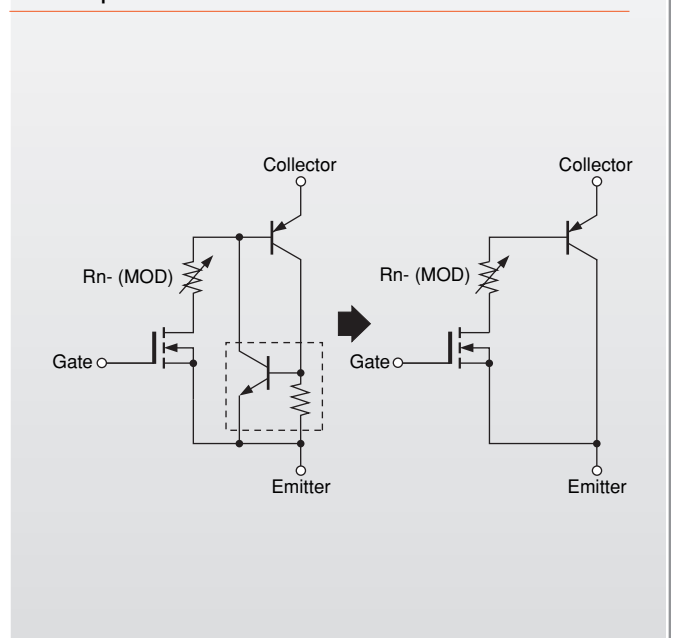 Collector
Rn- (MOD)
Gate
Emitter
Collector
Rn- (MOD)
Gate
Emitter